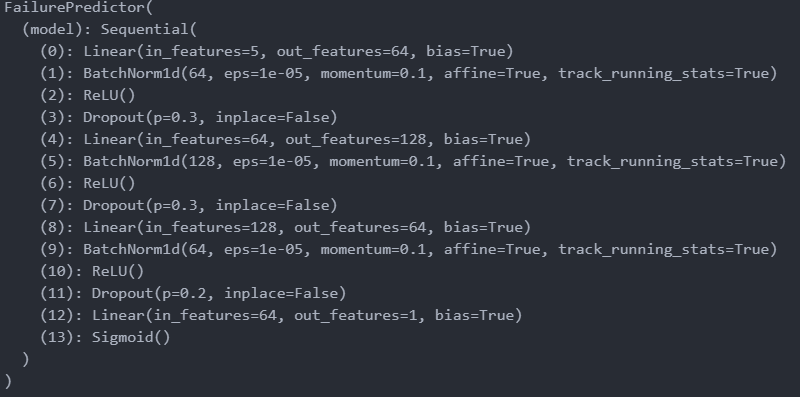 FailurePredictor(
  (model): Sequential(
    (0): Linear(in_features=5, out_features=64, bias=True)
    (1): BatchNorm1d(64, eps=1e-05, momentum=0.1, affine=True, track_running_stats=True)
    (2): ReLU()
    (3): Dropout(p=0.3, inplace=False)
    (4): Linear(in_features=64, out_features=128, bias=True)
    (5): BatchNorm1d(128, eps=1e-05, momentum=0.1, affine=True, track_running_stats=True)
    (6): ReLU()
    (7): Dropout(p=0.3, inplace=False)
    (8): Linear(in_features=128, out_features=64, bias=True)
    (9): BatchNorm1d(64, eps=1e-05, momentum=0.1, affine=True, track_running_stats=True)
    (10): ReLU()
    (11): Dropout(p=0.2, inplace=False)
    (12): Linear(in_features=64, out_features=1, bias=True)
    (13): Sigmoid()
  )
)